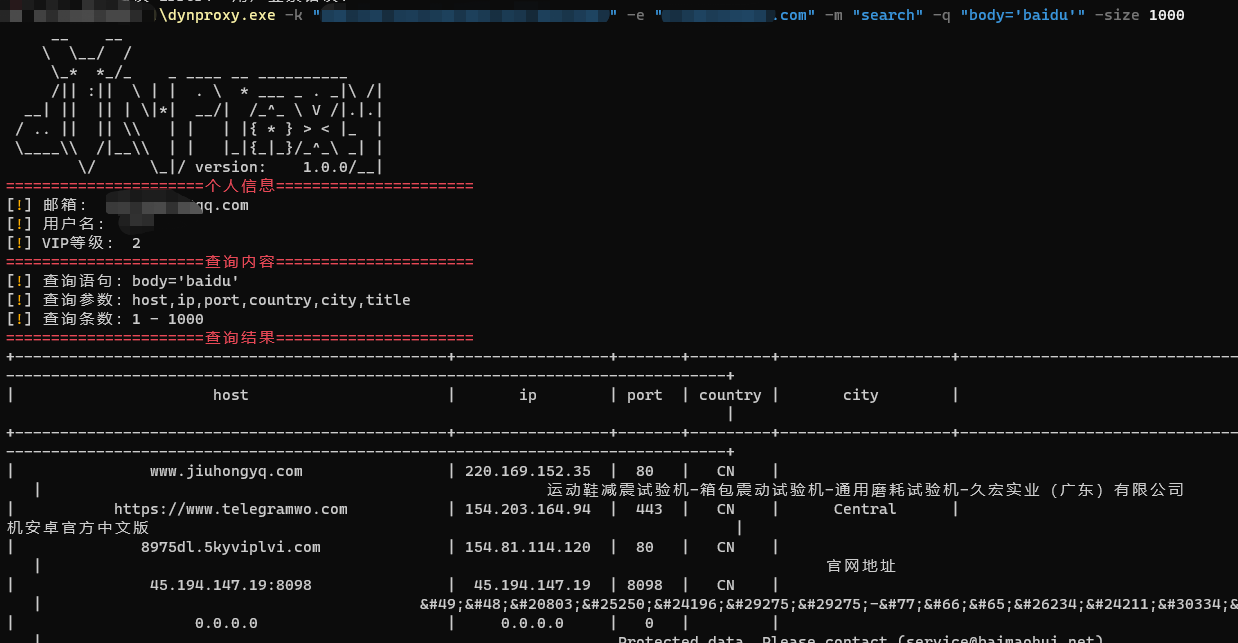 \dynproxy.exe -k " " -e " .com" -m "search" -q "body='baidu'" -size 1000
version: 1.0.0
======================个人信息======================
[!] 邮箱: qq.com
[!] 用户名:
[!] VIP等级: 2
======================查询内容======================
[!] 查询语句: body='baidu'
[!] 查询参数: host,ip,port,country,city,title
[!] 查询条数: 1 - 1000
======================查询结果======================
| host | ip | port | country | city |
| www.jiuhongyq.com | 220.169.152.35 | 80 | CN |
| 运动鞋减震试验机-箱包震动试验机-通用磨耗试验机-久宏实业（广东）有限公司
| https://www.telegramwo.com | 154.203.164.94 | 443 | CN | Central |
机安卓官方中文版 |
| 8975dl.5kyviplvi.com | 154.81.114.120 | 80 | CN |
| 官网地址
| 45.194.147.19:8098 | 45.194.147.19 | 8098 | CN |
| &#49;&#48;&#20803;&#25250;&#24196;&#29275;&#29275;-&#77;&#66;&#65;&#26234;&#24211;&#30334;&
| 0.0.0.0 | 0.0.0.0 | 0 | |
| Protected data, Please contact (service@baimaohui.net)